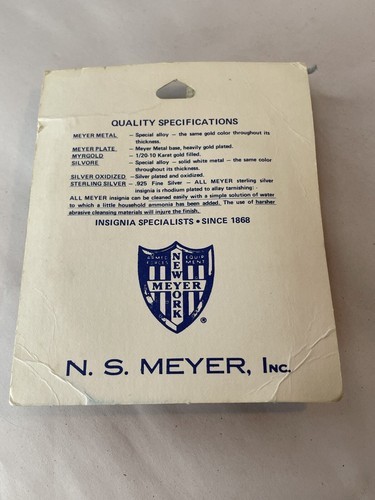 QUALITY SPECIFICATIONS
MEYER METAL — Special alloy — the same gold color throughout its
thickness.
MEYER PLATE — Meyer Metal base, heavily gold plated.
MYRGOLD — 1/20-10 Karat gold filled.
SILVORE — Special alloy - solid white metal — the same color
throughout its thickness.
SILVER OXIDIZED — Silver plated and oxidized.
STERLING SILVER — .925 Fine Silver — ALL MEYER sterling silver
insignia is rhodium plated to allay tarnishing.
ALL MEYER insignia can be cleaned easily with a simple solution of water
to which a little household ammonia has been added. The use of harsher
abrasive cleansing materials will injure the finish.
INSIGNIA SPECIALISTS • SINCE 1868
ARMED FORCES EQUIPMENT
NEW YORK
MEYER
®
N. S. MEYER, INC.